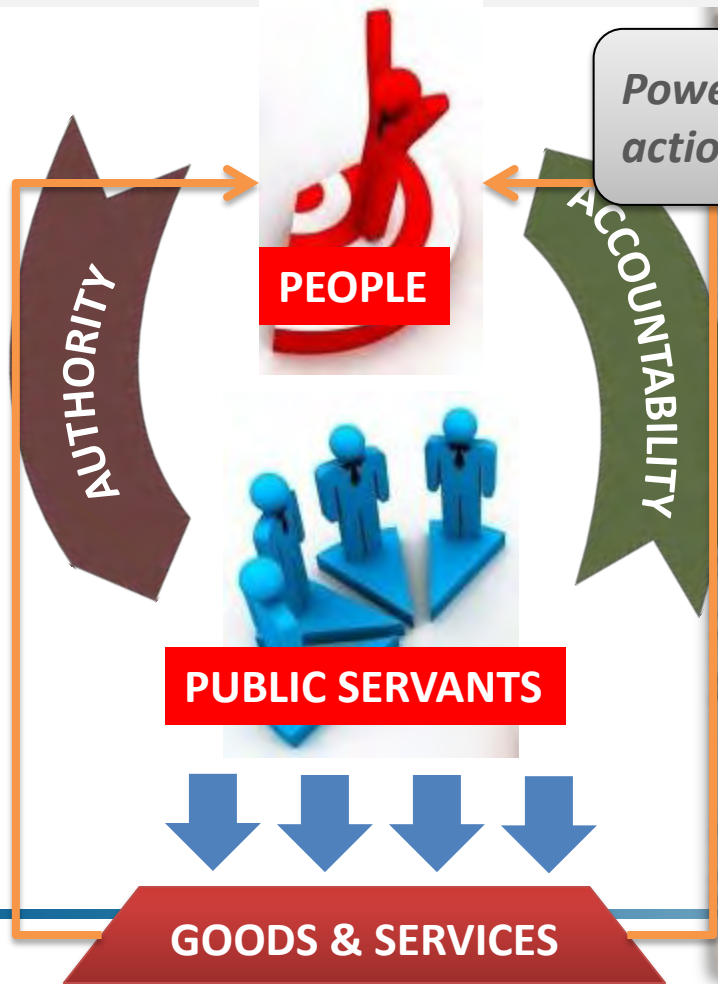 PEOPLE
AUTHORITY
ACCOUNTABILITY
PUBLIC SERVANTS
GOODS & SERVICES